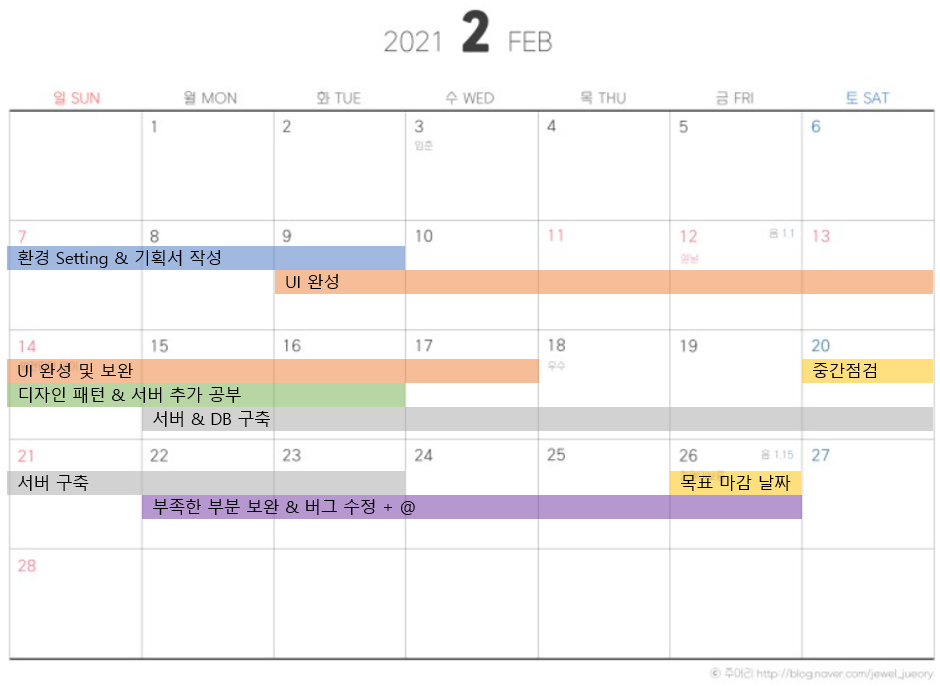 2021 2 FEB
일 SUN 월 MON 화 TUE 수 WED 목 THU 금 FRI 토 SAT
1 2 3 4 5 6
입춘
7 8 9 10 11 12 음 1.1 13
설날
환경 Setting & 기획서 작성
UI 완성
14 15 16 17 18 19 20
우수
UI 완성 및 보완
중간점검
디자인 패턴 & 서버 추가 공부
서버 & DB 구축
21 22 23 24 25 26 음 1.15 27
서버 구축
목표 마감 날짜
부족한 부분 보완 & 버그 수정 + @
28
ⓒ 주어리 http://blog.naver.com/jewel_jueory